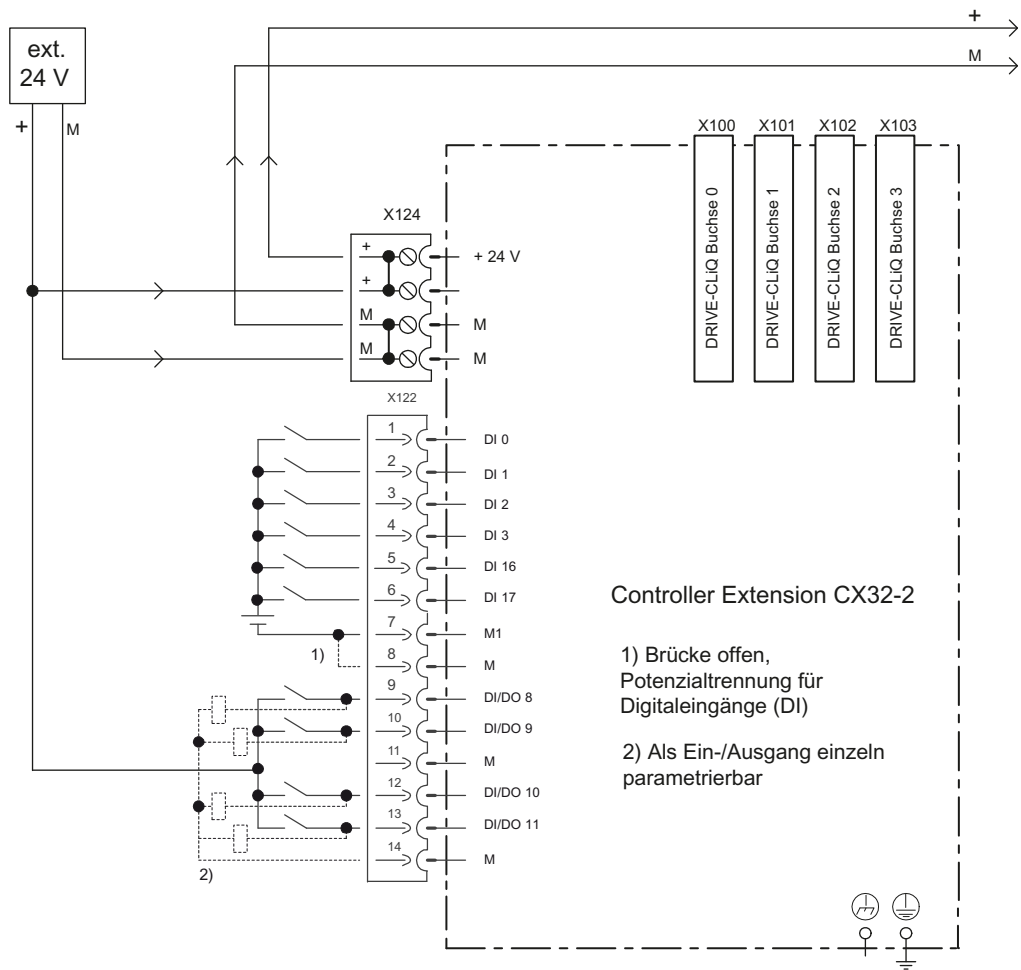 +
M
ext.
24 V
+
M
X100
X101
X102
X103
DRIVE-CLiQ Buchse 0
DRIVE-CLiQ Buchse 1
DRIVE-CLiQ Buchse 2
DRIVE-CLiQ Buchse 3
X124
+
+ 24 V
+
M
M
M
M
X122
1
DI 0
2
DI 1
3
DI 2
4
DI 3
5
DI 16
6
DI 17
7
M1
1)
8
M
9
DI/DO 8
10
DI/DO 9
11
M
12
DI/DO 10
13
DI/DO 11
14
M
2)
Controller Extension CX32-2
1) Brücke offen,
Potenzialtrennung für
Digitaleingänge (DI)
2) Als Ein-/Ausgang einzeln
parametrierbar